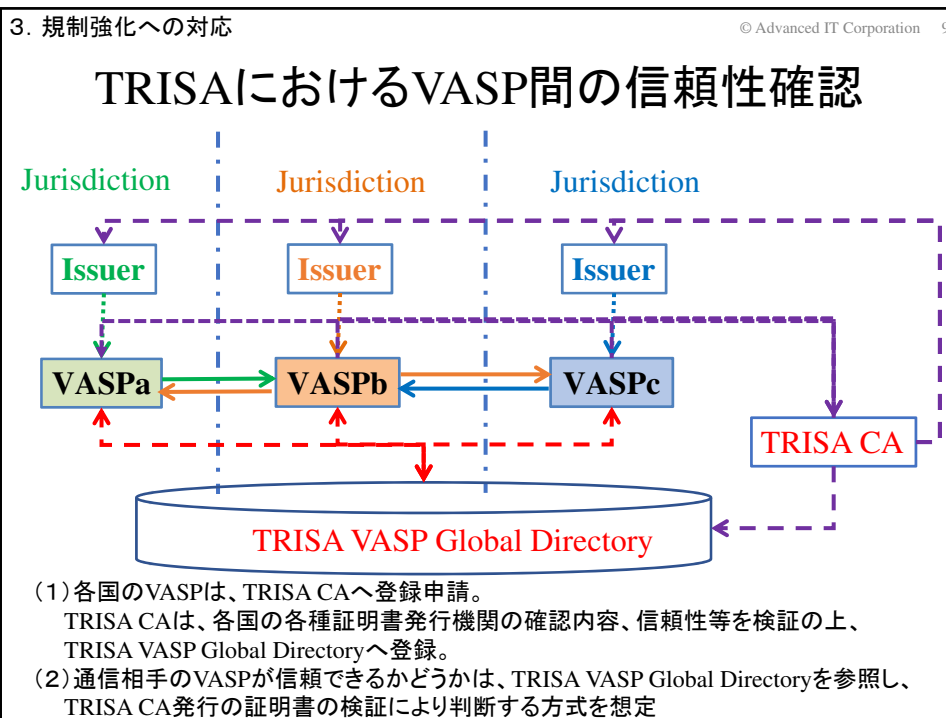 3．規制強化への対応
© Advanced IT Corporation 9
TRISAにおけるVASP間の信頼性確認
Jurisdiction Jurisdiction Jurisdiction
Issuer Issuer Issuer
VASPa VASPb VASPc
TRISA CA
TRISA VASP Global Directory
（1）各国のVASPは、TRISA CAへ登録申請。
TRISA CAは、各国の各種証明書発行機関の確認内容、信頼性等を検証の上、
TRISA VASP Global Directoryへ登録。
（2）通信相手のVASPが信頼できるかどうかは、TRISA VASP Global Directoryを参照し、
TRISA CA発行の証明書の検証により判断する方式を想定